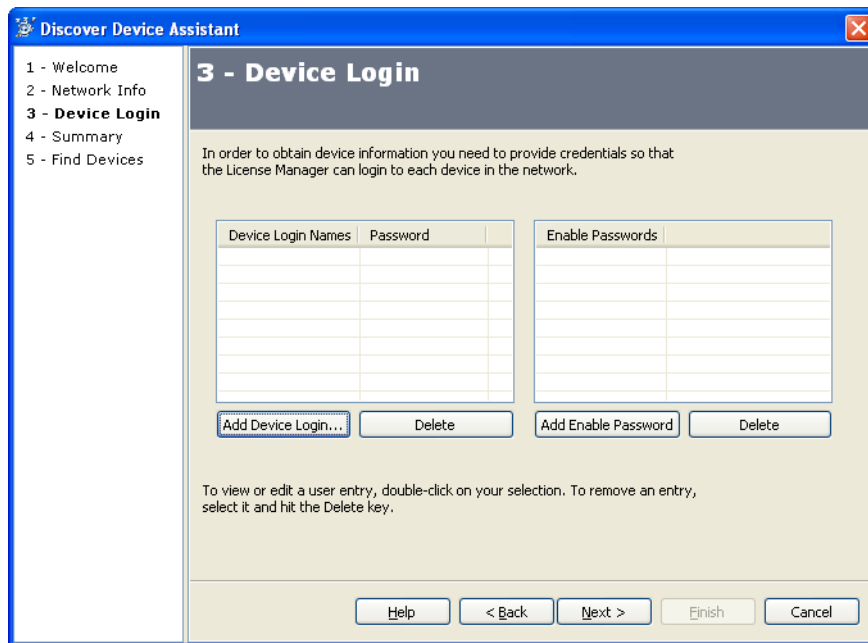 Discover Device Assistant
1 - Welcome
2 - Network Info
3 - Device Login
4 - Summary
5 - Find Devices
3 - Device Login
In order to obtain device information you need to provide credentials so that
the License Manager can login to each device in the network.
Device Login Names Password
Enable Passwords
Add Device Login... Delete
Add Enable Password Delete
To view or edit a user entry, double-click on your selection. To remove an entry,
select it and hit the Delete key.
Help < Back Next > Finish Cancel